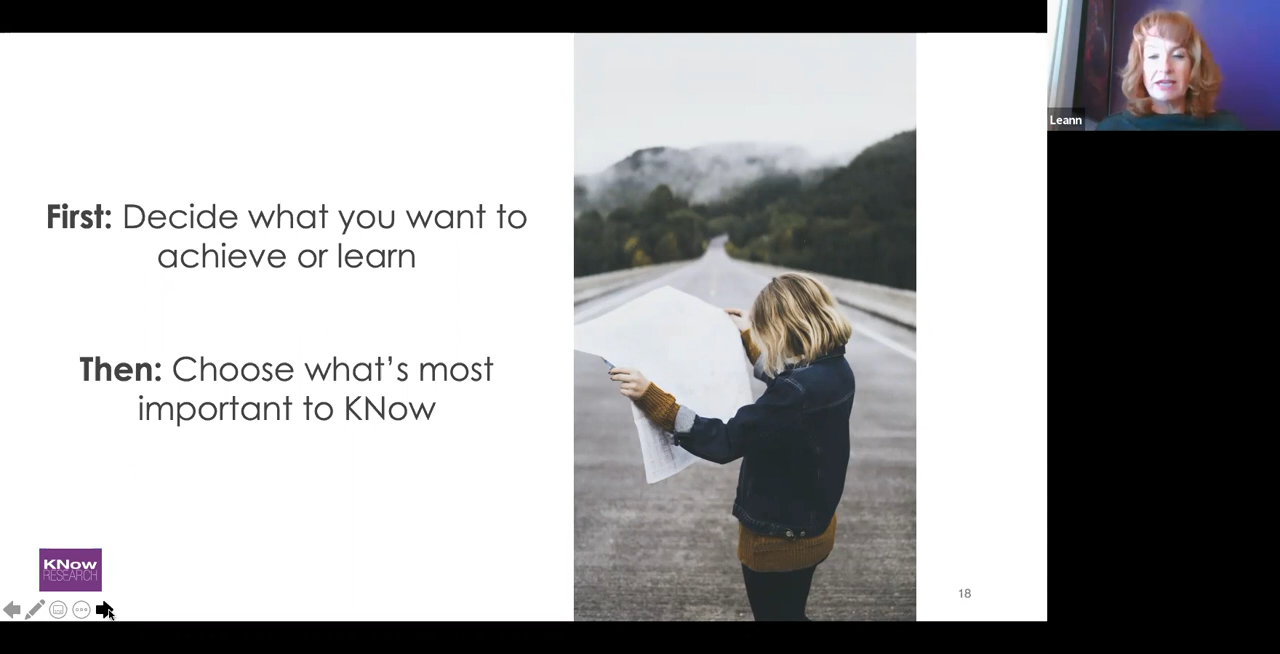 First: Decide what you want to
achieve or learn
Then: Choose what’s most
important to KNow
KNow
RESEARCH
18
Leann